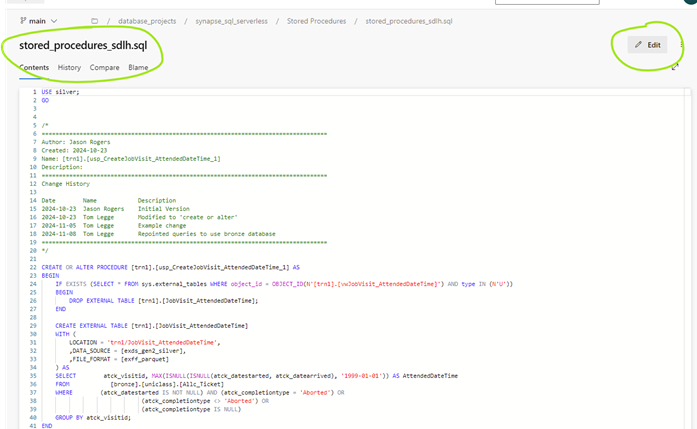 main / database_projects / synapse_sql_serverless / Stored Procedures / stored_procedures_sdlh.sql
stored_procedures_sdlh.sql
Edit
Contents History Compare Blame
1 USE silver;
2 GO
3
4
5 /*
6 ====================================================================================
7 Author: Jason Rogers
8 Created: 2024-10-23
9 Name: [trnl].[usp_CreateJobVisit_AttendedDateTime_1]
10 Description:
11 ====================================================================================
12 Change History
13
14 Date Name Description
15 2024-10-23 Jason Rogers Initial Version
16 2024-10-23 Tom Legge Modified to 'create or alter'
17 2024-11-05 Tom Legge Example change
18 2024-11-08 Tom Legge Repointed queries to use bronze database
19 ====================================================================================
20 */
21
22 CREATE OR ALTER PROCEDURE [trnl].[usp_CreateJobVisit_AttendedDateTime_1] AS
23 BEGIN
24 IF EXISTS (SELECT * FROM sys.external_tables WHERE object_id = OBJECT_ID(N'[trnl].[vwJobVisit_AttendedDateTime]') AND type IN (N'U'))
25 BEGIN
26 DROP EXTERNAL TABLE [trnl].[JobVisit_AttendedDateTime];
27 END
28
29 CREATE EXTERNAL TABLE [trnl].[JobVisit_AttendedDateTime]
30 WITH (
31 LOCATION = 'trnl/JobVisit_AttendedDateTime',
32 ,DATA_SOURCE = [exds_gen2_silver],
33 ,FILE_FORMAT = [exff_parquet]
34 ) AS
35 SELECT atck_visitid, MAX(ISNULL(ISNULL(atck_datestarted, atck_datearrived), '1999-01-01')) AS AttendedDateTime
36 FROM [bronze].[uniclass].[Allc_Ticket]
37 WHERE (atck_datestarted IS NOT NULL) AND (atck_completiontype = 'Aborted') OR
38 (atck_completiontype <> 'Aborted') OR
39 (atck_completiontype IS NULL)
40 GROUP BY atck_visitid;
41 END